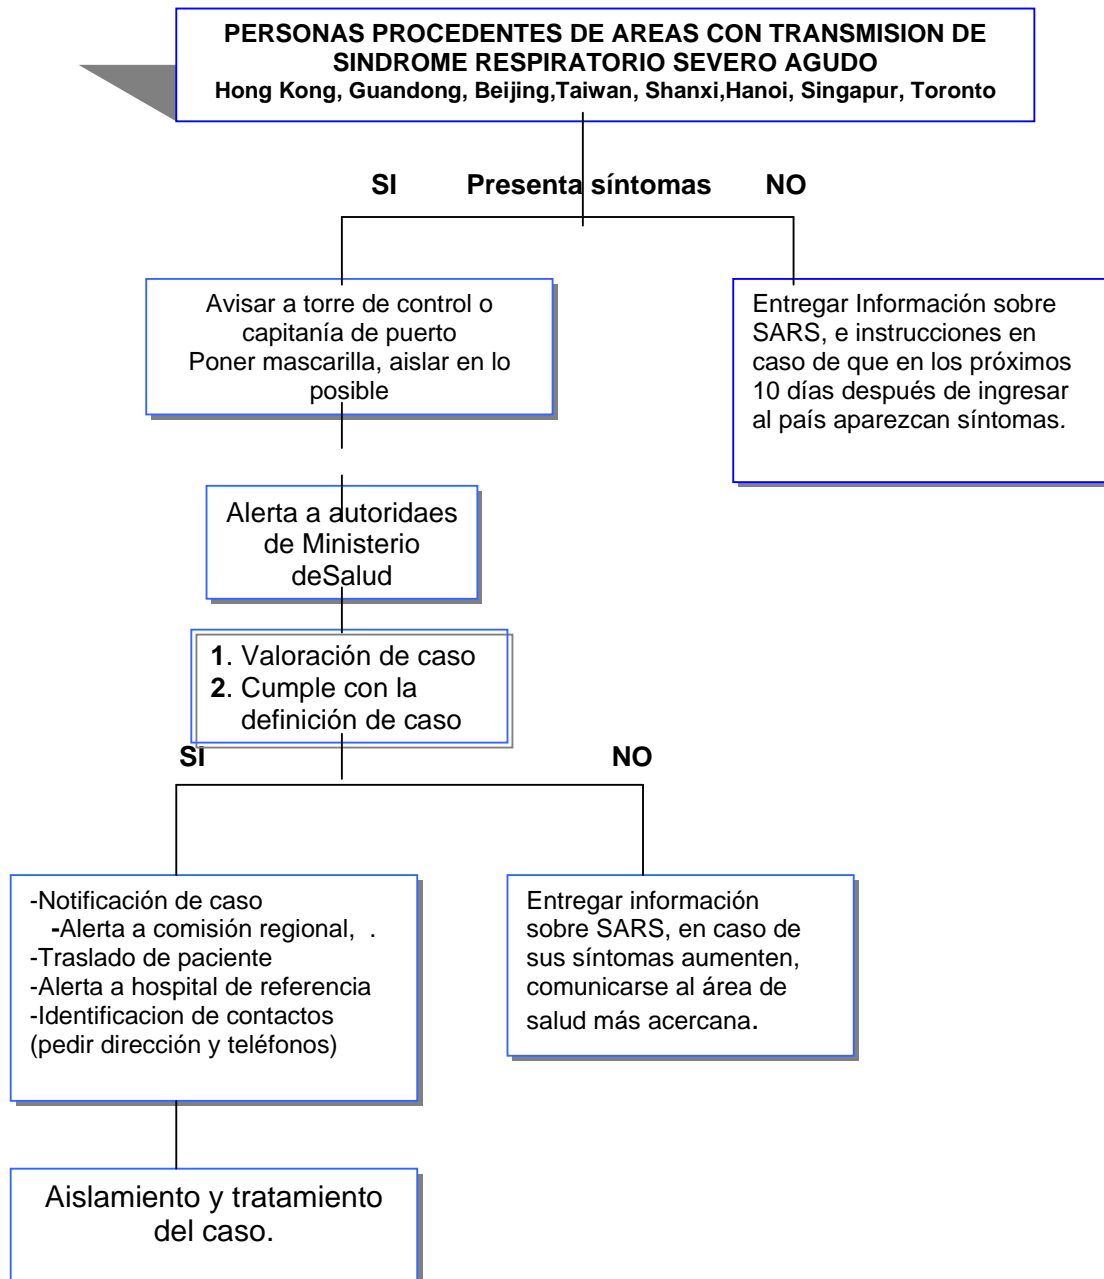 PERSONAS PROCEDENTES DE AREAS CON TRANSMISION DE
SINDROME RESPIRATORIO SEVERO AGUDO
Hong Kong, Guandong, Beijing,Taiwan, Shanxi,Hanoi, Singapur, Toronto
SI Presenta síntomas NO
Avisar a torre de control o
capitanía de puerto
Poner mascarilla, aislar en lo
posible
Entregar Información sobre
SARS, e instrucciones en
caso de que en los próximos
10 días después de ingresar
al país aparezcan síntomas.
Alerta a autoridaes
de Ministerio
deSalud
1. Valoración de caso
2. Cumple con la
definición de caso
SI NO
-Notificación de caso
-Alerta a comisión regional, .
-Traslado de paciente
-Alerta a hospital de referencia
-Identificacion de contactos
(pedir dirección y teléfonos)
Entregar información
sobre SARS, en caso de
sus síntomas aumenten,
comunicarse al área de
salud más acercana.
Aislamiento y tratamiento
del caso.